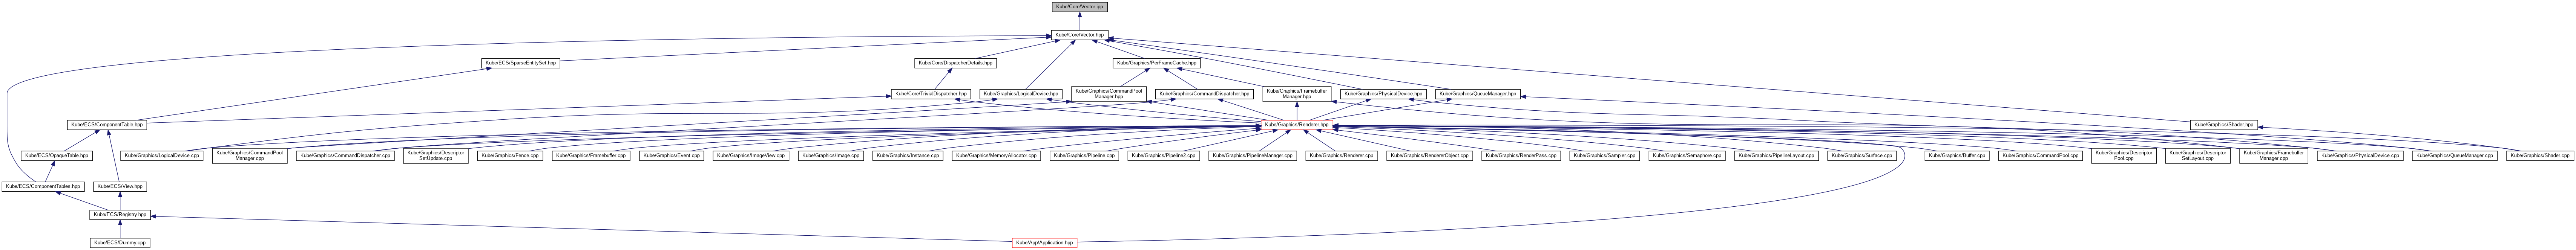 Kube/Core/Vector.ipp
Kube/Core/Vector.hpp
Kube/ECS/SparseEntitySet.hpp
Kube/Core/DispatcherDetails.hpp
Kube/Graphics/PerFrameCache.hpp
Kube/Core/TrivialDispatcher.hpp
Kube/Graphics/LogicalDevice.hpp
Kube/Graphics/CommandPool
Manager.hpp
Kube/Graphics/CommandDispatcher.hpp
Kube/Graphics/Framebuffer
Manager.hpp
Kube/Graphics/PhysicalDevice.hpp
Kube/Graphics/QueueManager.hpp
Kube/ECS/ComponentTable.hpp
Kube/Graphics/Renderer.hpp
Kube/Graphics/Shader.hpp
Kube/ECS/OpaqueTable.hpp
Kube/Graphics/LogicalDevice.cpp
Kube/Graphics/CommandPool
Manager.cpp
Kube/Graphics/CommandDispatcher.cpp
Kube/Graphics/Descriptor
SetUpdate.cpp
Kube/Graphics/Fence.cpp
Kube/Graphics/Framebuffer.cpp
Kube/Graphics/Event.cpp
Kube/Graphics/ImageView.cpp
Kube/Graphics/Image.cpp
Kube/Graphics/Instance.cpp
Kube/Graphics/MemoryAllocator.cpp
Kube/Graphics/Pipeline.cpp
Kube/Graphics/Pipeline2.cpp
Kube/Graphics/PipelineManager.cpp
Kube/Graphics/Renderer.cpp
Kube/Graphics/RendererObject.cpp
Kube/Graphics/RenderPass.cpp
Kube/Graphics/Sampler.cpp
Kube/Graphics/Semaphore.cpp
Kube/Graphics/PipelineLayout.cpp
Kube/Graphics/Surface.cpp
Kube/Graphics/Buffer.cpp
Kube/Graphics/CommandPool.cpp
Kube/Graphics/Descriptor
Pool.cpp
Kube/Graphics/Descriptor
SetLayout.cpp
Kube/Graphics/Framebuffer
Manager.cpp
Kube/Graphics/PhysicalDevice.cpp
Kube/Graphics/QueueManager.cpp
Kube/Graphics/Shader.cpp
Kube/ECS/ComponentTables.hpp
Kube/ECS/View.hpp
Kube/ECS/Registry.hpp
Kube/ECS/Dummy.cpp
Kube/App/Application.hpp